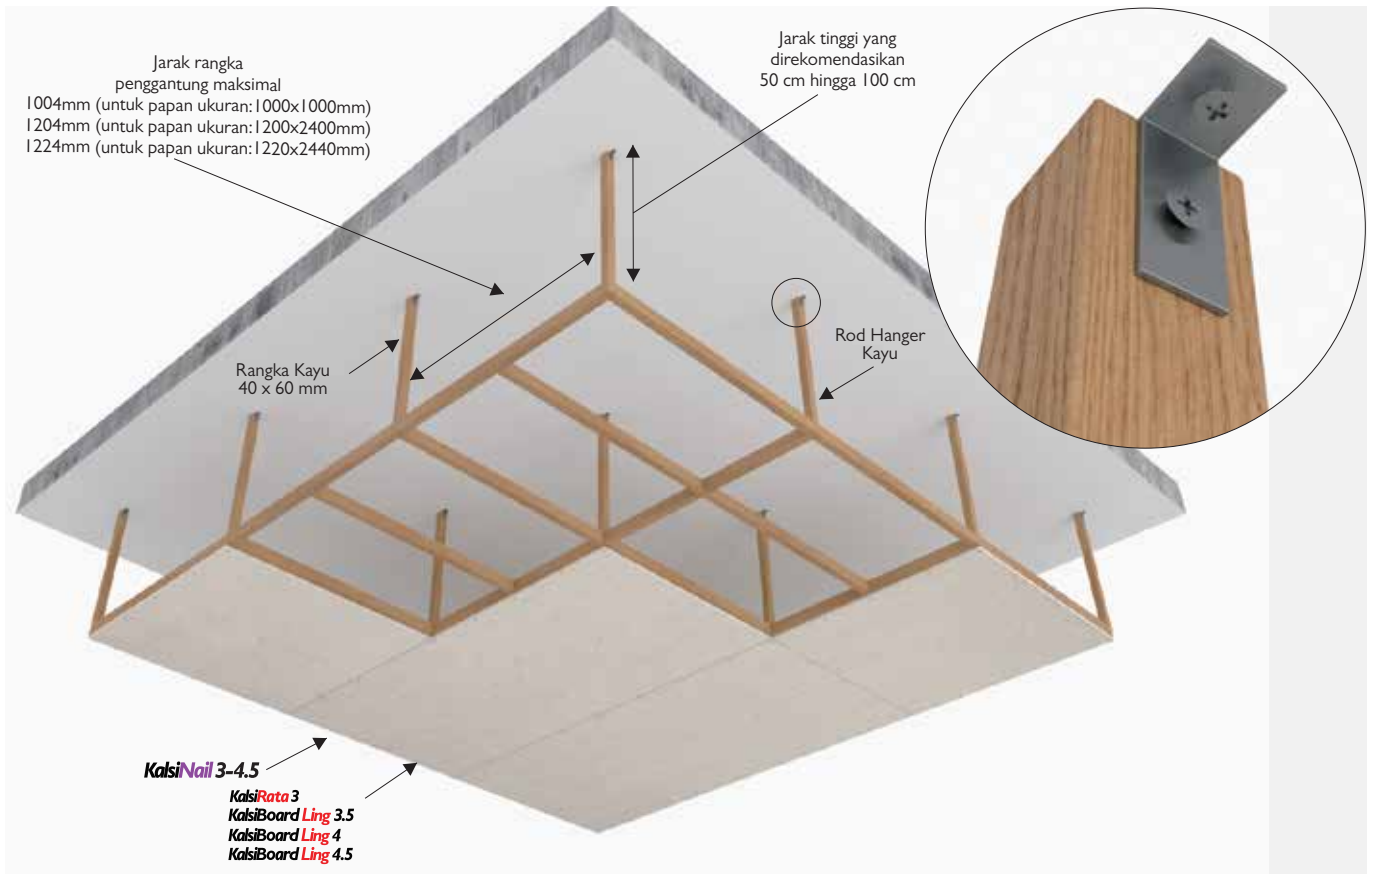 Jarak rangka
penggantung maksimal
1004mm (untuk papan ukuran:1000x1000mm)
1204mm (untuk papan ukuran:1200x2400mm)
1224mm (untuk papan ukuran:1220x2440mm)
Jarak tinggi yang
direkomendasikan
50 cm hingga 100 cm
Rangka Kayu
40 x 60 mm
Rod Hanger
Kayu
KalsiNail 3-4.5
KalsiRata 3
KalsiBoard Ling 3.5
KalsiBoard Ling 4
KalsiBoard Ling 4.5